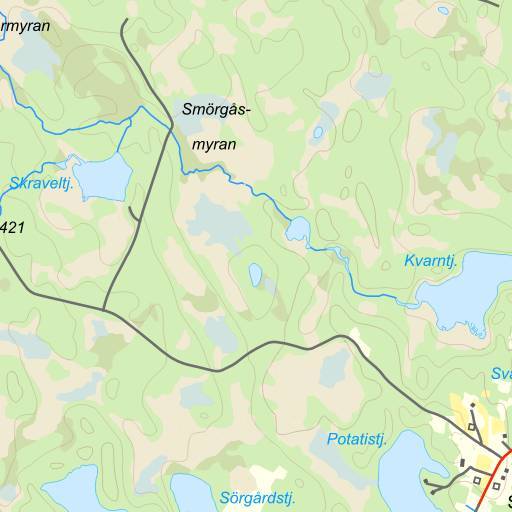 rmyran
Smörgås-
myran
Skraveltj.
421
Kvarntj.
Sva
Potatistj.
Sörgårdstj.
S